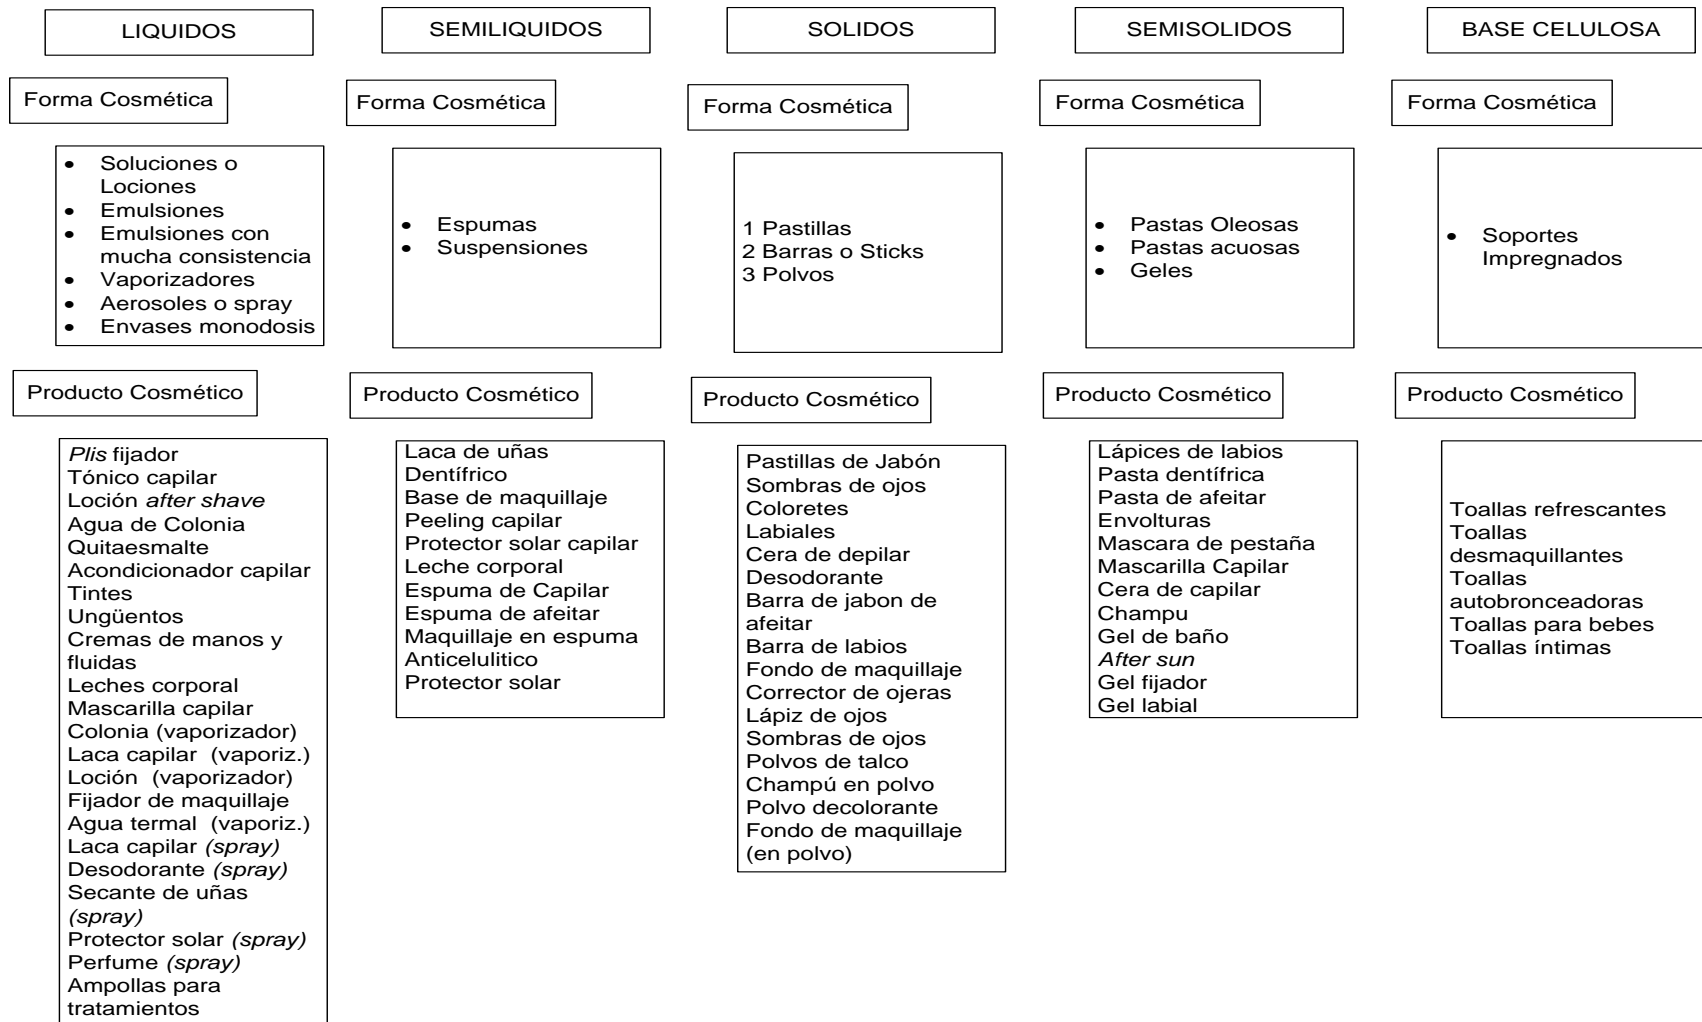 LIQUIDOS
Forma Cosmética
• Soluciones o
Lociones
• Emulsiones
• Emulsiones con
mucha consistencia
• Vaporizadores
• Aerosoles o spray
• Envases monodosis
Producto Cosmético
Plis fijador
Tónico capilar
Loción after shave
Agua de Colonia
Quitaesmalte
Acondicionador capilar
Tintes
Ungüentos
Cremas de manos y
fluidas
Leches corporal
Mascarilla capilar
Colonia (vaporizador)
Laca capilar (vaporiz.)
Loción (vaporizador)
Fijador de maquillaje
Agua termal (vaporiz.)
Laca capilar (spray)
Desodorante (spray)
Secante de uñas
(spray)
Protector solar (spray)
Perfume (spray)
Ampollas para
tratamientos
SEMILIQUIDOS
Forma Cosmética
• Espumas
• Suspensiones
Producto Cosmético
Laca de uñas
Dentífrico
Base de maquillaje
Peeling capilar
Protector solar capilar
Leche corporal
Espuma de Capilar
Espuma de afeitar
Maquillaje en espuma
Anticelulitico
Protector solar
SOLIDOS
Forma Cosmética
1 Pastillas
2 Barras o Sticks
3 Polvos
Producto Cosmético
Pastillas de Jabón
Sombras de ojos
Coloretes
Labiales
Cera de depilar
Desodorante
Barra de jabon de
afeitar
Barra de labios
Fondo de maquillaje
Corrector de ojeras
Lápiz de ojos
Sombras de ojos
Polvos de talco
Champú en polvo
Polvo decolorante
Fondo de maquillaje
(en polvo)
SEMISOLIDOS
Forma Cosmética
• Pastas Oleosas
• Pastas acuosas
• Geles
Producto Cosmético
Lápices de labios
Pasta dentífrica
Pasta de afeitar
Envolturas
Mascara de pestaña
Mascarilla Capilar
Cera de capilar
Champu
Gel de baño
After sun
Gel fijador
Gel labial
BASE CELULOSA
Forma Cosmética
• Soportes
Impregnados
Producto Cosmético
Toallas refrescantes
Toallas
desmaquillantes
Toallas
autobronceadoras
Toallas para bebes
Toallas íntimas